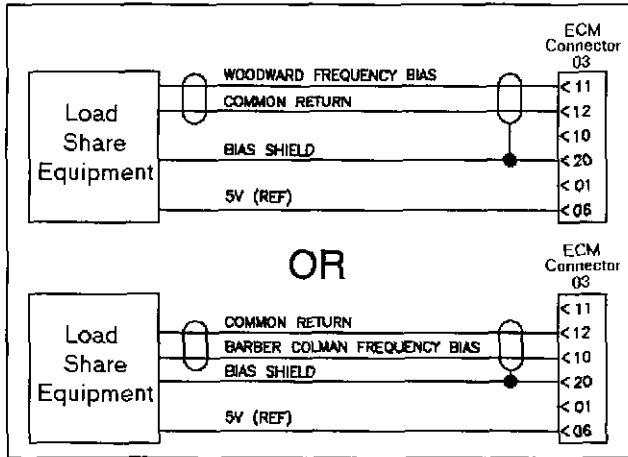 ECM
Connector
03
Load
Share
Equipment
WOODWARD FREQUENCY BIAS
COMMON RETURN
BIAS SHIELD
5V (REF)
<11
<12
<10
<20
<01
<06
OR
ECM
Connector
03
Load
Share
Equipment
COMMON RETURN
BARBER COLMAN FREQUENCY BIAS
BIAS SHIELD
5V (REF)
<11
<12
<10
<20
<01
<06